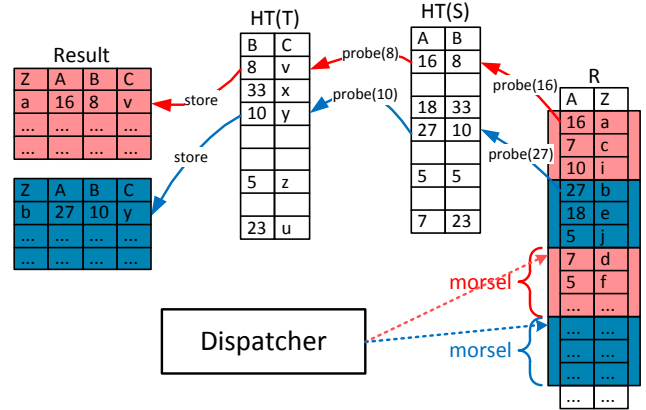 HT(T)
HT(S)
Result
R
Z A B C
a 16 8 v
... ... ... ...
... ... ... ...
Z A B C
b 27 10 y
... ... ... ...
... ... ... ...
store
store
B C
8 v
33 x
10 y
5 z
23 u
probe(8)
probe(10)
A B
16 8
18 33
27 10
5 5
7 23
probe(16)
probe(27)
A Z
16 a
7 c
10 i
27 b
18 e
5 j
7 d
5 f
... ...
... ...
... ...
... ...
... ...
morsel
morsel
Dispatcher